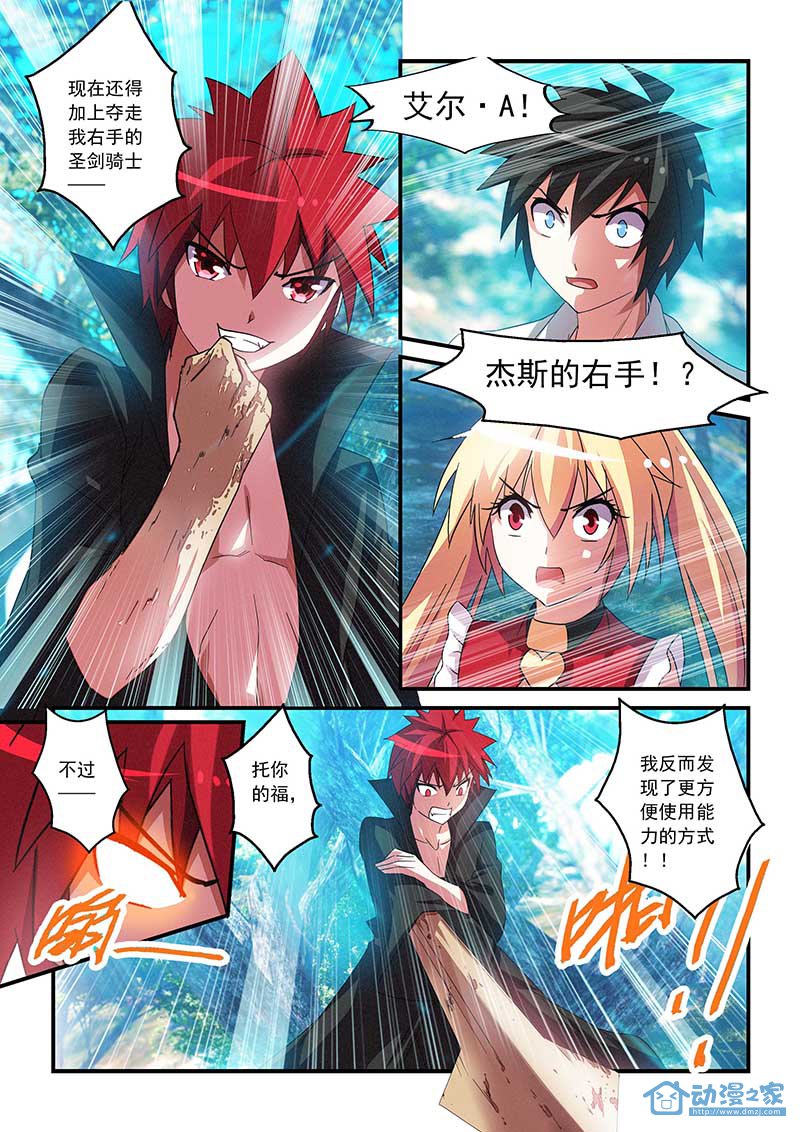 现在还得
加上夺走
我右手的
圣剑骑士
——
艾尔·A！
杰斯的右手！？
不过
——
托你
的福，
我反而发
现了更方
便使用能
力的方式
！！
啪！！
动漫之家
http://www.dmzj.com